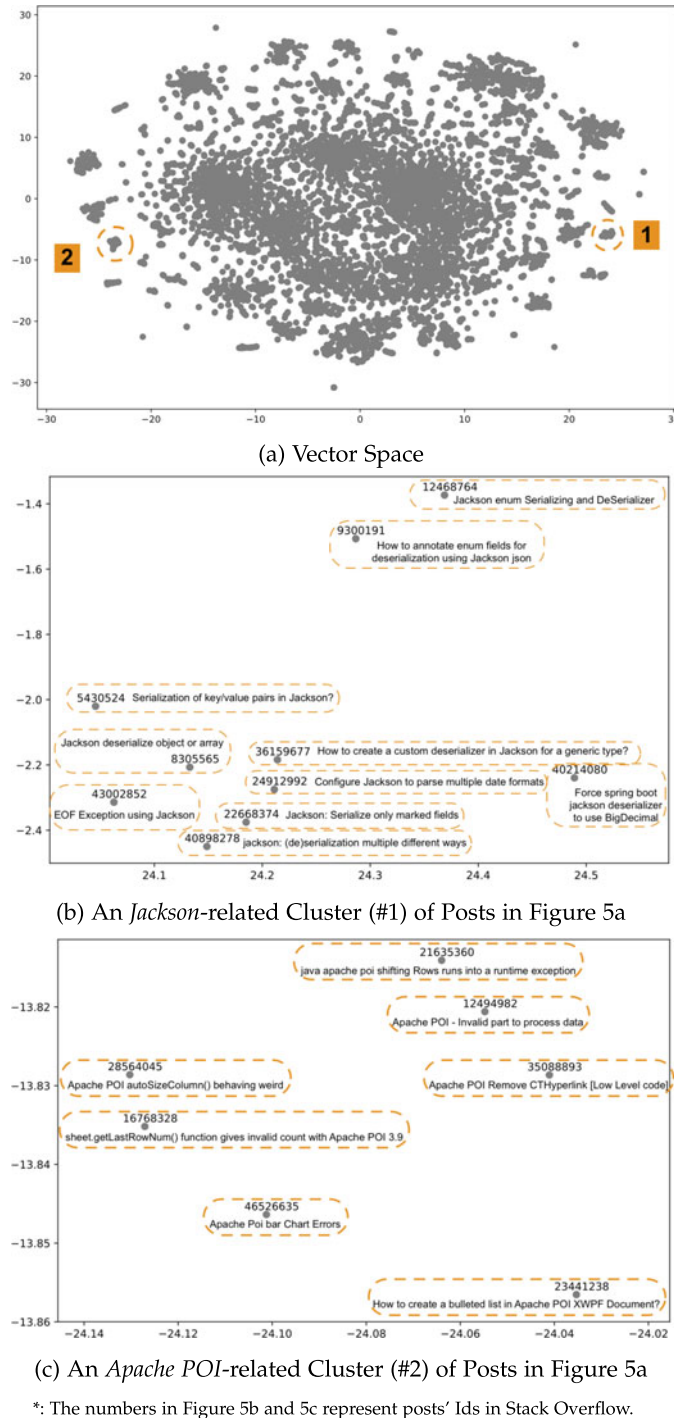 30
20
10
0
−10
−20
−30
2
1
−30
−20
−10
0
10
20
3
(a) Vector Space
−1.4
−1.6
−1.8
−2.0
−2.2
−2.4
12468764
Jackson enum Serializing and DeSerializer
9300191
How to annotate enum fields for
deserialization using Jackson json
5430524 Serialization of key/value pairs in Jackson?
Jackson deserialize object or array
8305565
36159677 How to create a custom deserializer in Jackson for a generic type?
43002852
EOF Exception using Jackson
24912992 Configure Jackson to parse multiple date formats
40214080
Force spring boot
jackson deserializer
to use BigDecimal
22668374 Jackson: Serialize only marked fields
40898278 jackson: (de)serialization multiple different ways
24.1
24.2
24.3
24.4
24.5
(b) An Jackson-related Cluster (#1) of Posts in Figure 5a
−13.82
−13.83
−13.84
−13.85
−13.86
21635360
java apache poi shifting Rows runs into a runtime exception
12494982
Apache POI - Invalid part to process data
28564045
Apache POI autoSizeColumn() behaving weird
35088893
Apache POI Remove CTHyperlink [Low Level code]
16768328
sheet.getLastRowNum() function gives invalid count with Apache POI 3.9
46526635
Apache Poi bar Chart Errors
23441238
How to create a bulleted list in Apache POI XWPF Document?
−24.14
−24.12
−24.10
−24.08
−24.06
−24.04
−24.02
(c) An Apache POI-related Cluster (#2) of Posts in Figure 5a
*: The numbers in Figure 5b and 5c represent posts' Ids in Stack Overflow.